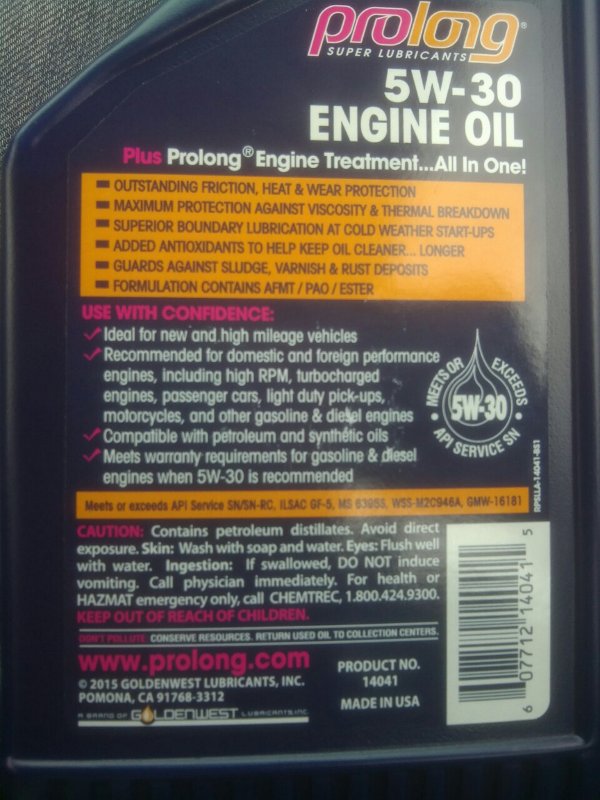 prolong®
SUPER LUBRICANTS
5W-30
ENGINE OIL
Plus Prolong® Engine Treatment...All In One!
OUTSTANDING FRICTION, HEAT & WEAR PROTECTION
MAXIMUM PROTECTION AGAINST VISCOSITY & THERMAL BREAKDOWN
SUPERIOR BOUNDARY LUBRICATION AT COLD WEATHER START-UPS
ADDED ANTIOXIDANTS TO HELP KEEP OIL CLEANER... LONGER
GUARDS AGAINST SLUDGE, VARNISH & RUST DEPOSITS
FORMULATION CONTAINS AFMT / PAO / ESTER
USE WITH CONFIDENCE:
Ideal for new and high mileage vehicles
Recommended for domestic and foreign performance
engines, including high RPM, turbocharged
engines, passenger cars, light duty pick-ups,
motorcycles, and other gasoline & diesel engines
Compatible with petroleum and synthetic oils
Meets warranty requirements for gasoline & diesel
engines when 5W-30 is recommended
• MEETS OR EXCEEDS •
5W-30
API SERVICE SN
RPSLLA-14041-BS1
Meets or exceeds API Service SN/SN-RC, ILSAC GF-5, MS 6395S, WSS-M2C946A, GMW-16181
CAUTION: Contains petroleum distillates. Avoid direct
exposure. Skin: Wash with soap and water. Eyes: Flush well
with water. Ingestion: If swallowed, DO NOT induce
vomiting. Call physician immediately. For health or
HAZMAT emergency only, call CHEMTREC, 1.800.424.9300.
KEEP OUT OF REACH OF CHILDREN.
DON'T POLLUTE. CONSERVE RESOURCES. RETURN USED OIL TO COLLECTION CENTERS.
www.prolong.com
© 2015 GOLDENWEST LUBRICANTS, INC.
POMONA, CA 91768-3312
A BRAND OF GOLDENWEST LUBRICANTS INC.
PRODUCT NO.
14041
MADE IN USA
6 07712 14041 5